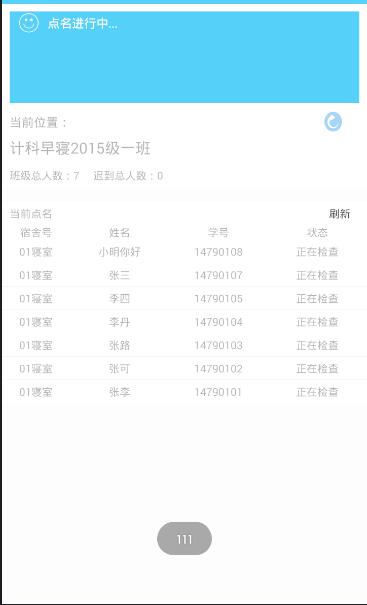 点名进行中...
当前位置：
计科早寝2015级一班
班级总人数：7 迟到总人数：0
当前点名 刷新
宿舍号 姓名 学号 状态
01寝室 小明你好 14790108 正在检查
01寝室 张三 14790107 正在检查
01寝室 李四 14790105 正在检查
01寝室 李丹 14790104 正在检查
01寝室 张路 14790103 正在检查
01寝室 张可 14790102 正在检查
01寝室 张李 14790101 正在检查
111